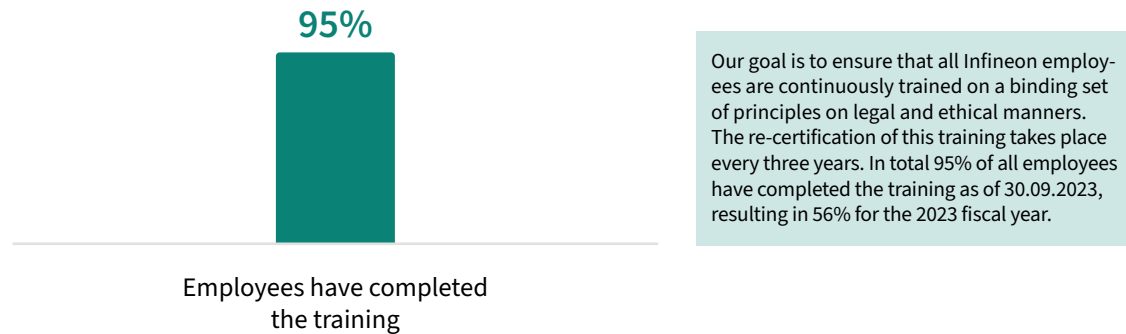 95%
Employees have completed
the training
Our goal is to ensure that all Infineon employ-
ees are continuously trained on a binding set
of principles on legal and ethical manners.
The re-certification of this training takes place
every three years. In total 95% of all employees
have completed the training as of 30.09.2023,
resulting in 56% for the 2023 fiscal year.